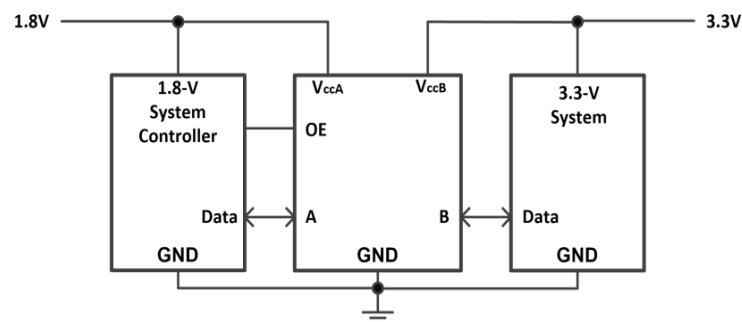 1.8V
3.3V
1.8-V
System
Controller
Data
GND
VccA
VccB
OE
A
B
GND
3.3-V
System
Data
GND